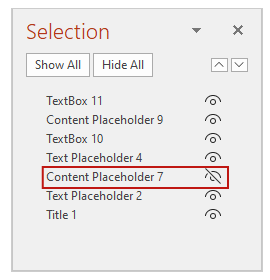 Selection
Show All Hide All
TextBox 11
Content Placeholder 9
TextBox 10
Text Placeholder 4
Content Placeholder 7
Text Placeholder 2
Title 1